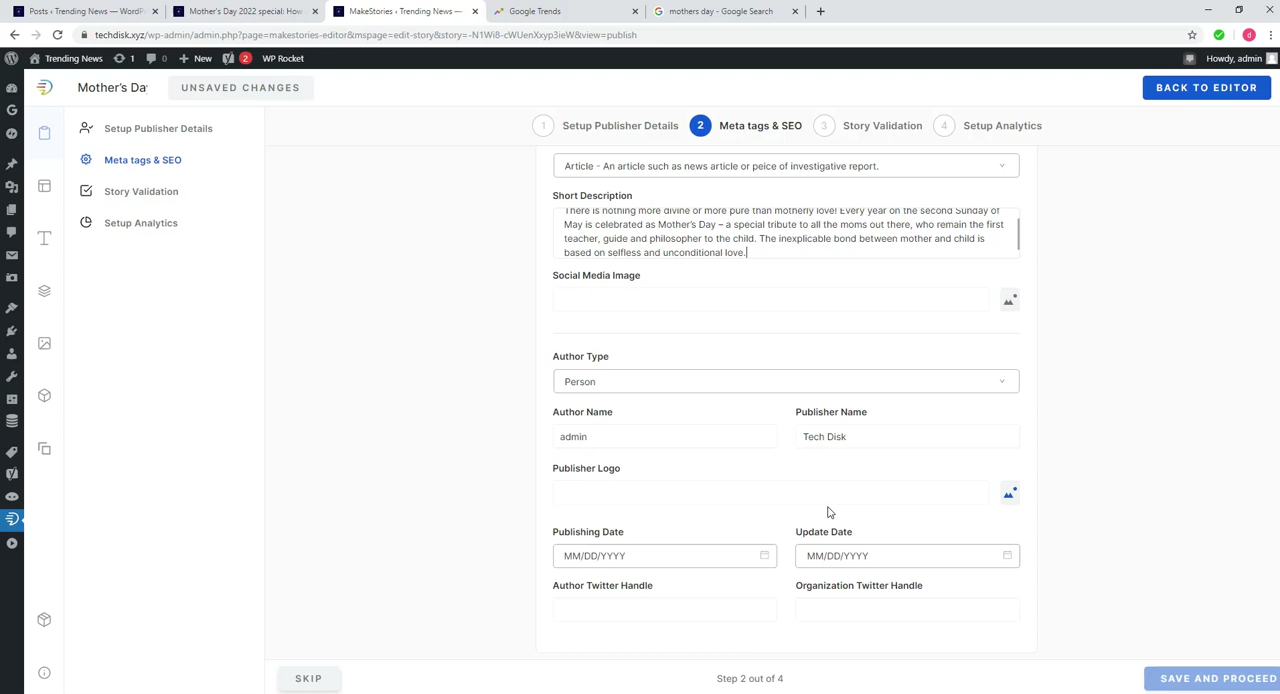 Posts ‹ Trending News — WordP
Mother's Day 2022 special: How
MakeStories ‹ Trending News —
Google Trends
mothers day - Google Search
techdisk.xyz/wp-admin/admin.php?page=makestories-editor&mspage=edit-story&story=-N1Wi8-cWUenXxyp3ieW&view=publish
Trending News
1
0
New
2
WP Rocket
Howdy, admin
Mother's Da
UNSAVED CHANGES
BACK TO EDITOR
Setup Publisher Details
Meta tags & SEO
Story Validation
Setup Analytics
1 Setup Publisher Details
2 Meta tags & SEO
3 Story Validation
4 Setup Analytics
Article - An article such as news article or peice of investigative report.
Short Description
There is nothing more divine or more pure than motherly love! Every year on the second Sunday of
May is celebrated as Mother's Day – a special tribute to all the moms out there, who remain the first
teacher, guide and philosopher to the child. The inexplicable bond between mother and child is
based on selfless and unconditional love.
Social Media Image
Author Type
Person
Author Name
Publisher Name
admin
Tech Disk
Publisher Logo
Publishing Date
Update Date
MM/DD/YYYY
MM/DD/YYYY
Author Twitter Handle
Organization Twitter Handle
SKIP
Step 2 out of 4
SAVE AND PROCEED